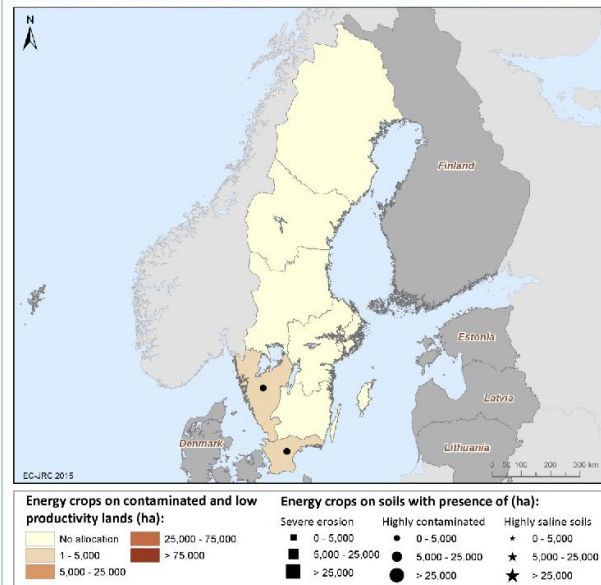 N
Finland
Estonia
Latvia
Denmark
Lithuania
EC-JRC 2015
0 50 100 200 300 km
Energy crops on contaminated and low
productivity lands (ha):
No allocation
1 - 5,000
5,000 - 25,000
25,000 - 75,000
> 75,000
Energy crops on soils with presence of (ha):
Severe erosion
0 - 5,000
5,000 - 25,000
> 25,000
Highly contaminated
0 - 5,000
5,000 - 25,000
> 25,000
Highly saline soils
0 - 5,000
5,000 - 25,000
> 25,000